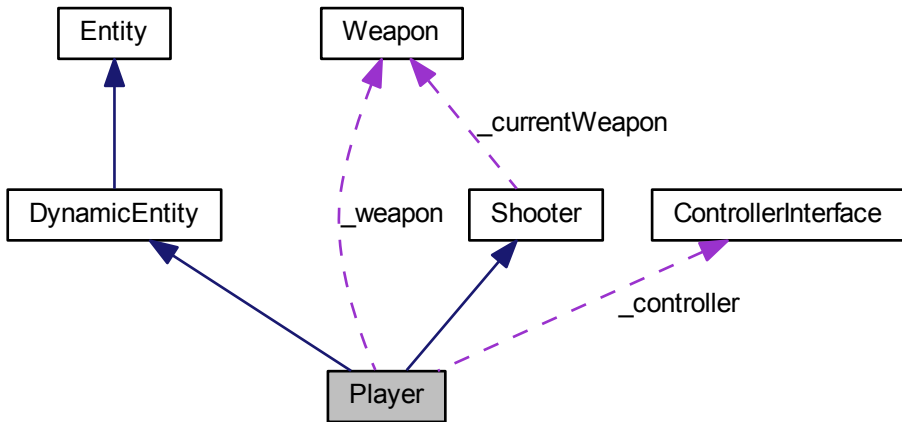 Entity
Weapon
_currentWeapon
DynamicEntity
_weapon
Shooter
ControllerInterface
_controller
Player